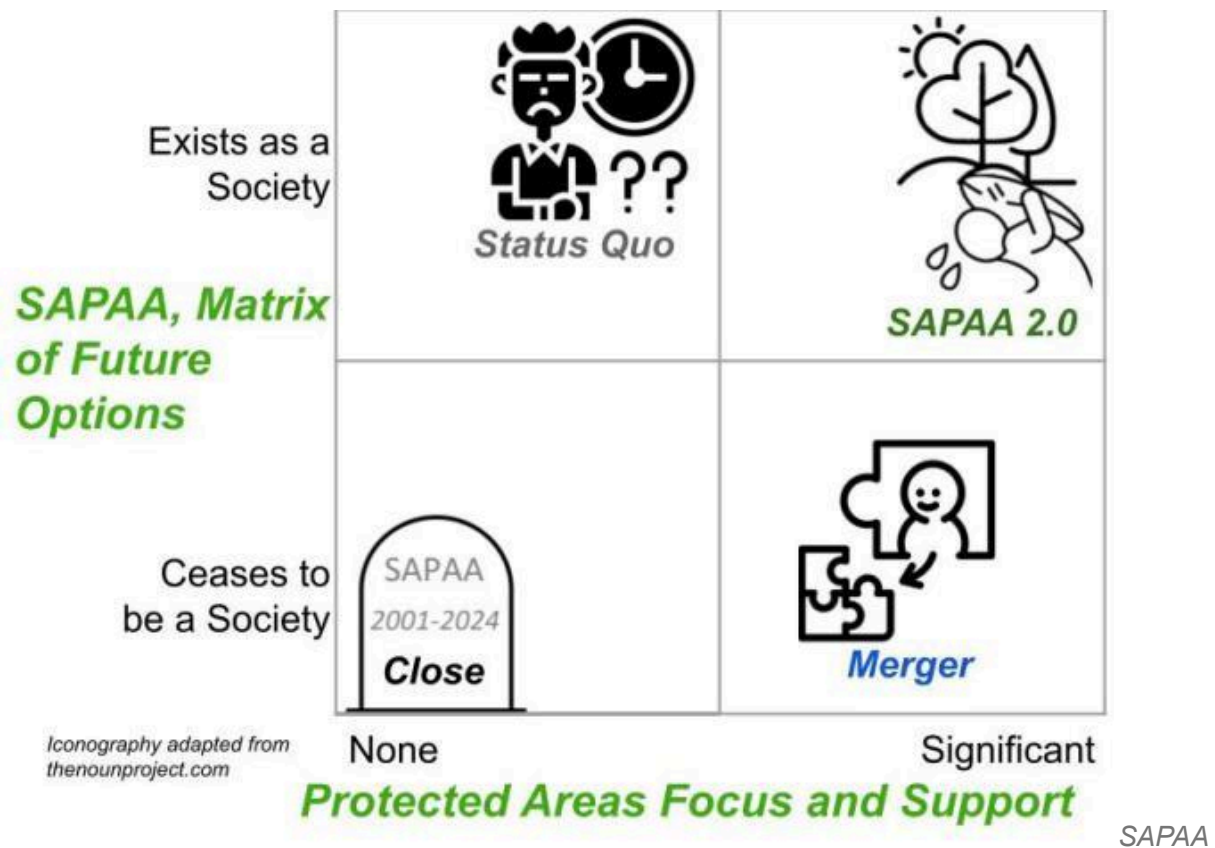 Exists as a
Society
??
Status Quo
SAPAA 2.0
SAPAA, Matrix
of Future
Options
Ceases to
be a Society
SAPAA
2001-2024
Close
Merger
Iconography adapted from
thenounproject.com
None
Significant
Protected Areas Focus and Support
SAPAA